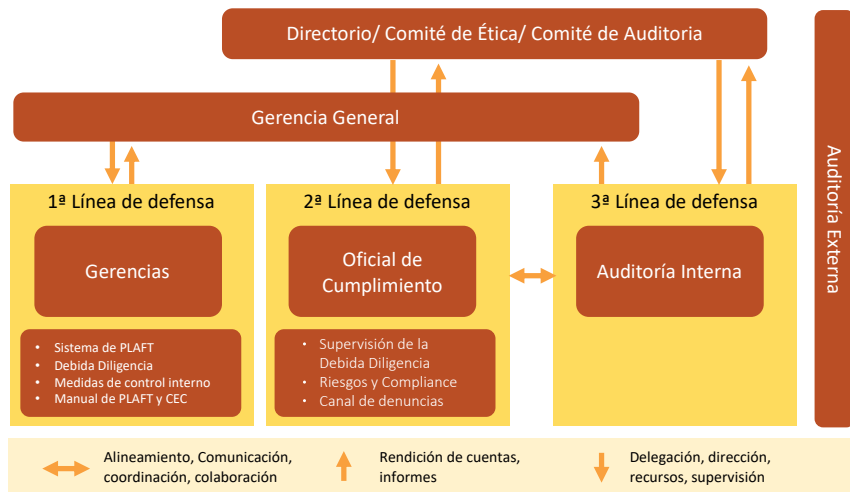 Directorio/ Comité de Ética/ Comité de Auditoria
Gerencia General
Auditoría Externa
1ª Línea de defensa
Gerencias
• Sistema de PLAFT
• Debida Diligencia
• Medidas de control interno
• Manual de PLAFT y CEC
2ª Línea de defensa
Oficial de
Cumplimiento
• Supervisión de la
Debida Diligencia
• Riesgos y Compliance
• Canal de denuncias
3ª Línea de defensa
Auditoría Interna
Alineamiento, Comunicación,
coordinación, colaboración
Rendición de cuentas,
informes
Delegación, dirección,
recursos, supervisión